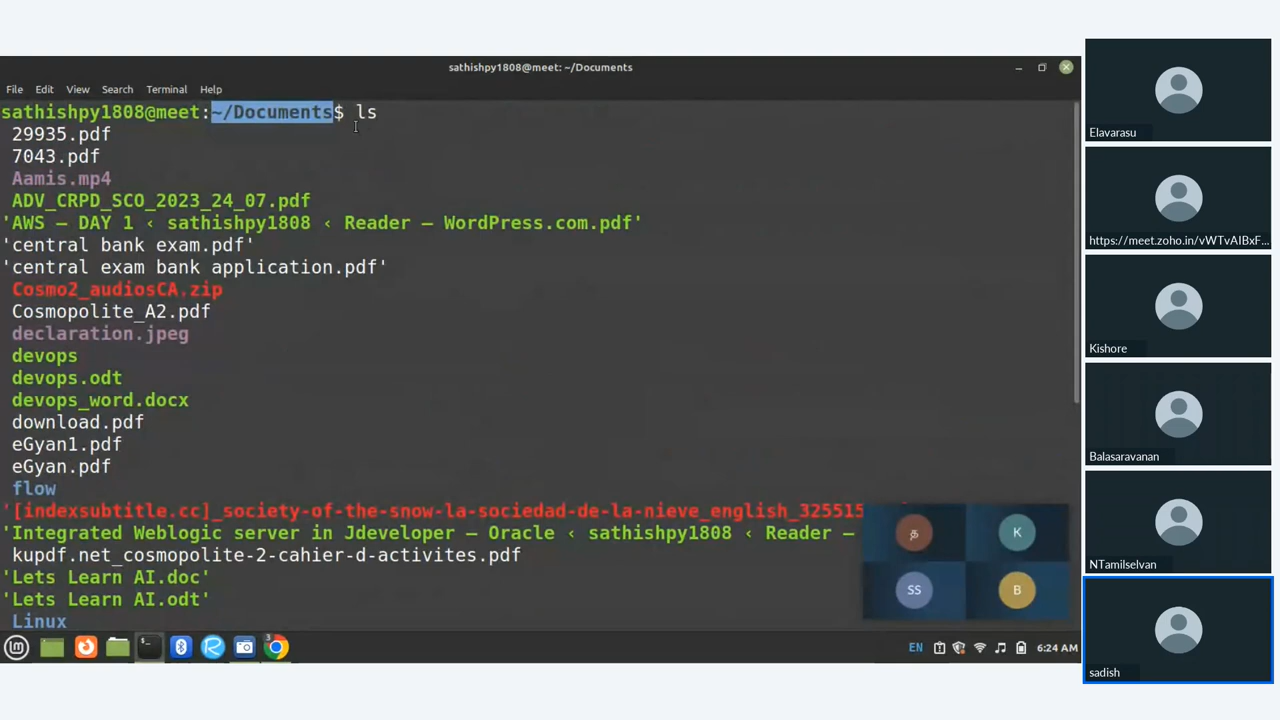 sathishpy1808@meet: ~/Documents
File Edit View Search Terminal Help
sathishpy1808@meet:~/Documents$ ls
29935.pdf
7043.pdf
Aamis.mp4
ADV_CRPD_SCO_2023_24_07.pdf
'AWS – DAY 1 ‹ sathishpy1808 ‹ Reader — WordPress.com.pdf'
'central bank exam.pdf'
'central exam bank application.pdf'
Cosmo2_audiosCA.zip
Cosmopolite_A2.pdf
declaration.jpeg
devops
devops.odt
devops_word.docx
download.pdf
eGyan1.pdf
eGyan.pdf
flow
'[indexsubtitle.cc]_society-of-the-snow-la-sociedad-de-la-nieve_english_325515
'Integrated Weblogic server in Jdeveloper – Oracle ‹ sathishpy1808 ‹ Reader —
kupdf.net_cosmopolite-2-cahier-d-activites.pdf
'Lets Learn AI.doc'
'Lets Learn AI.odt'
Linux
த K
SS B
3
EN 6:24 AM
Elavarasu
https://meet.zoho.in/vWTvAIBxF...
Kishore
Balasaravanan
NTamilselvan
sadish